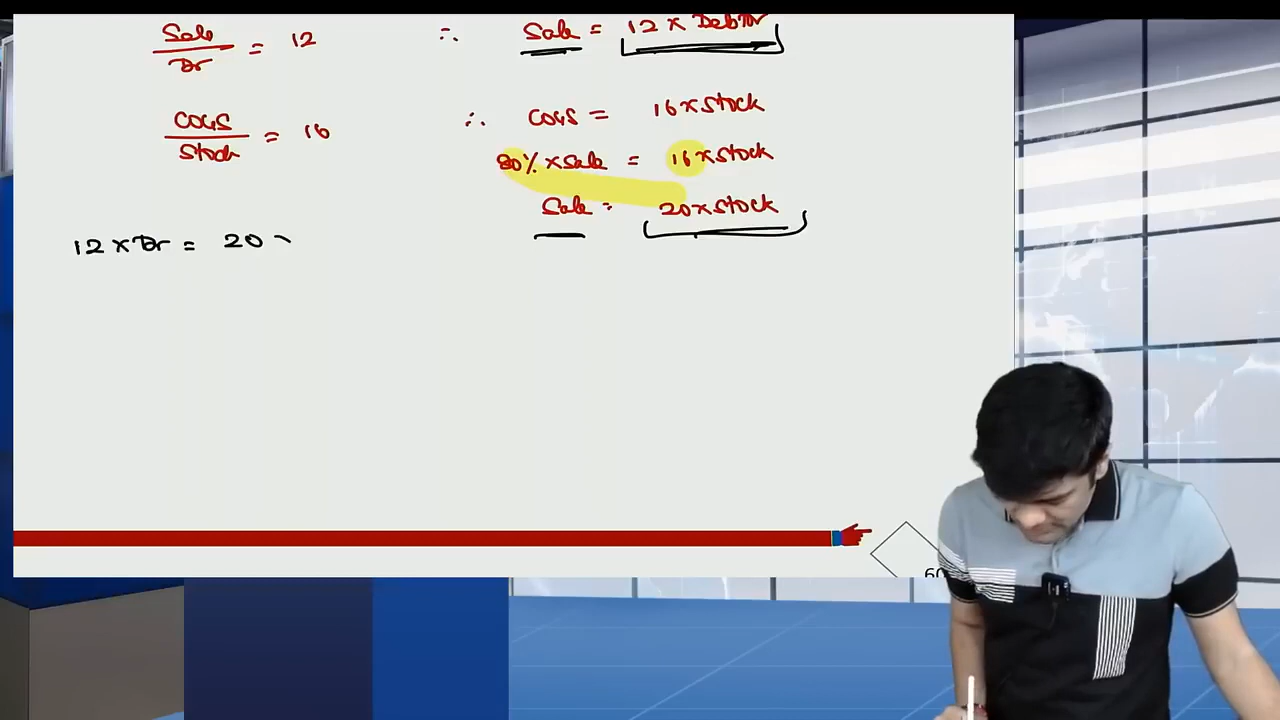 Sale / Dr = 12 ∴ Sale = 12 x Debtor
COGS / Stock = 16 ∴ COGS = 16 x Stock
80% x Sale = 16 x Stock
Sale = 20 x Stock
12 x Dr = 20